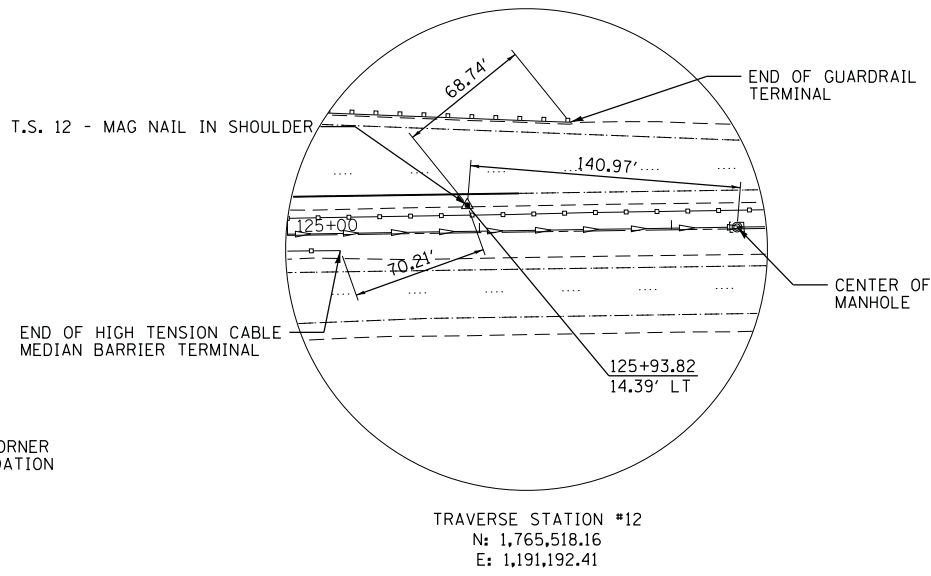 68.74'
END OF GUARDRAIL
TERMINAL
T.S. 12 - MAG NAIL IN SHOULDER
140.97'
125+00
70.21'
CENTER OF
MANHOLE
END OF HIGH TENSION CABLE
MEDIAN BARRIER TERMINAL
125+93.82
14.39' LT
ORNER
DATION
TRAVERSE STATION #12
N: 1,765,518.16
E: 1,191,192.41